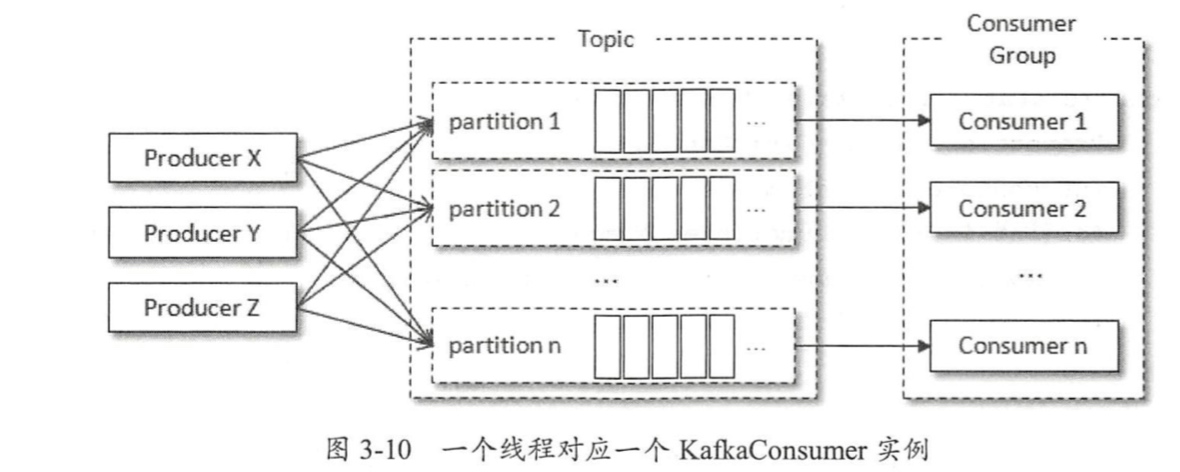 Topic
Consumer
Group
Producer X
Producer Y
Producer Z
partition 1 ...
partition 2 ...
...
partition n ...
Consumer 1
Consumer 2
...
Consumer n
图 3-10 一个线程对应一个 KafkaConsumer 实例